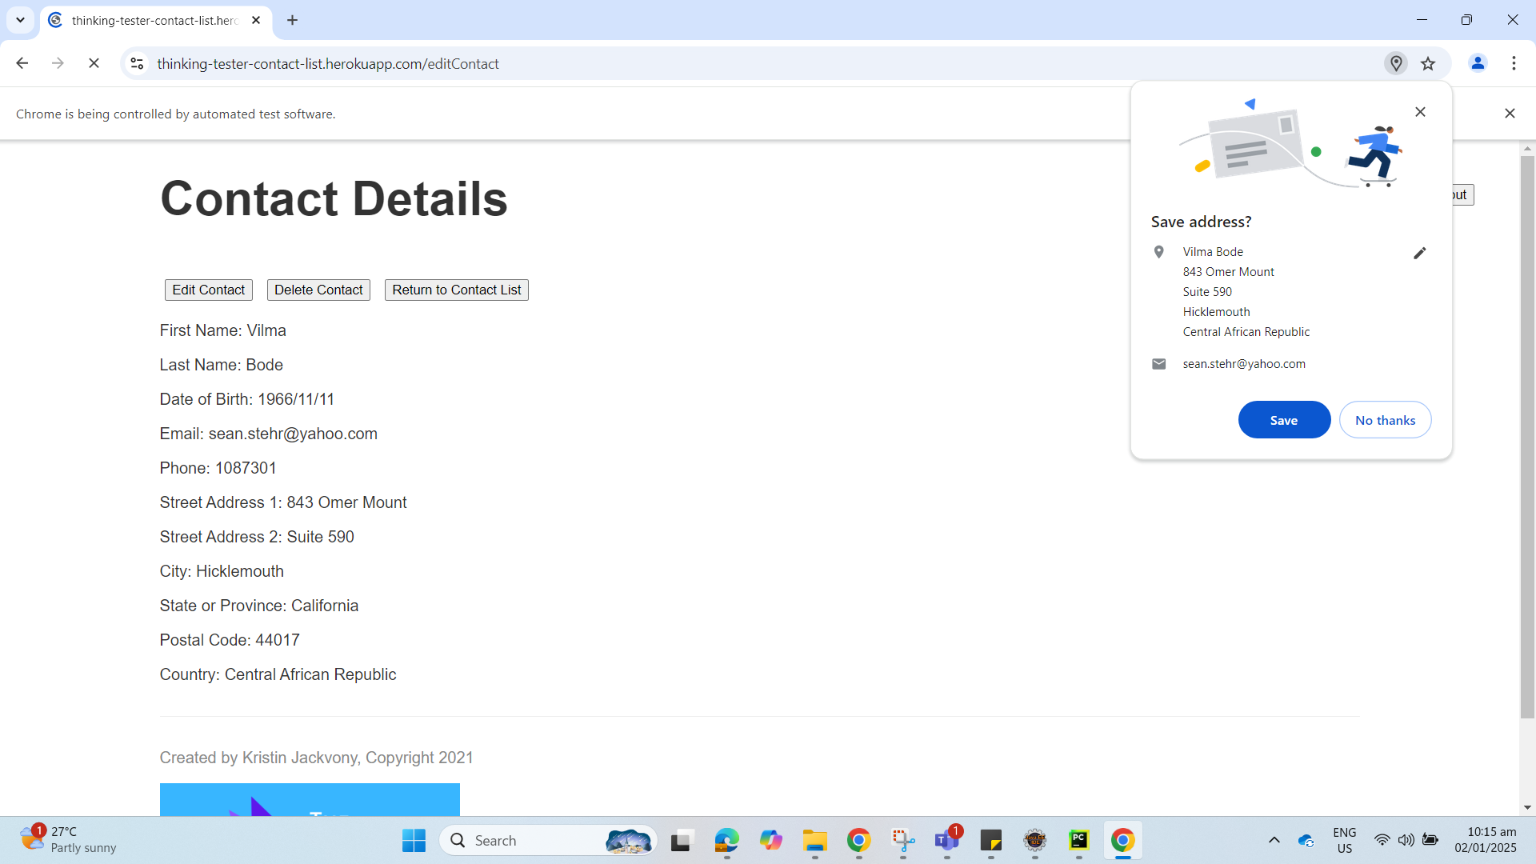 thinking-tester-contact-list.hero
thinking-tester-contact-list.herokuapp.com/editContact
Chrome is being controlled by automated test software.
Contact Details
out
Edit Contact Delete Contact Return to Contact List
First Name: Vilma
Last Name: Bode
Date of Birth: 1966/11/11
Email: sean.stehr@yahoo.com
Phone: 1087301
Street Address 1: 843 Omer Mount
Street Address 2: Suite 590
City: Hicklemouth
State or Province: California
Postal Code: 44017
Country: Central African Republic
Created by Kristin Jackvony, Copyright 2021
Save address?
Vilma Bode
843 Omer Mount
Suite 590
Hicklemouth
Central African Republic
sean.stehr@yahoo.com
Save No thanks
1
27°C
Partly sunny
Search
1
PC
ENG
US
10:15 am
02/01/2025